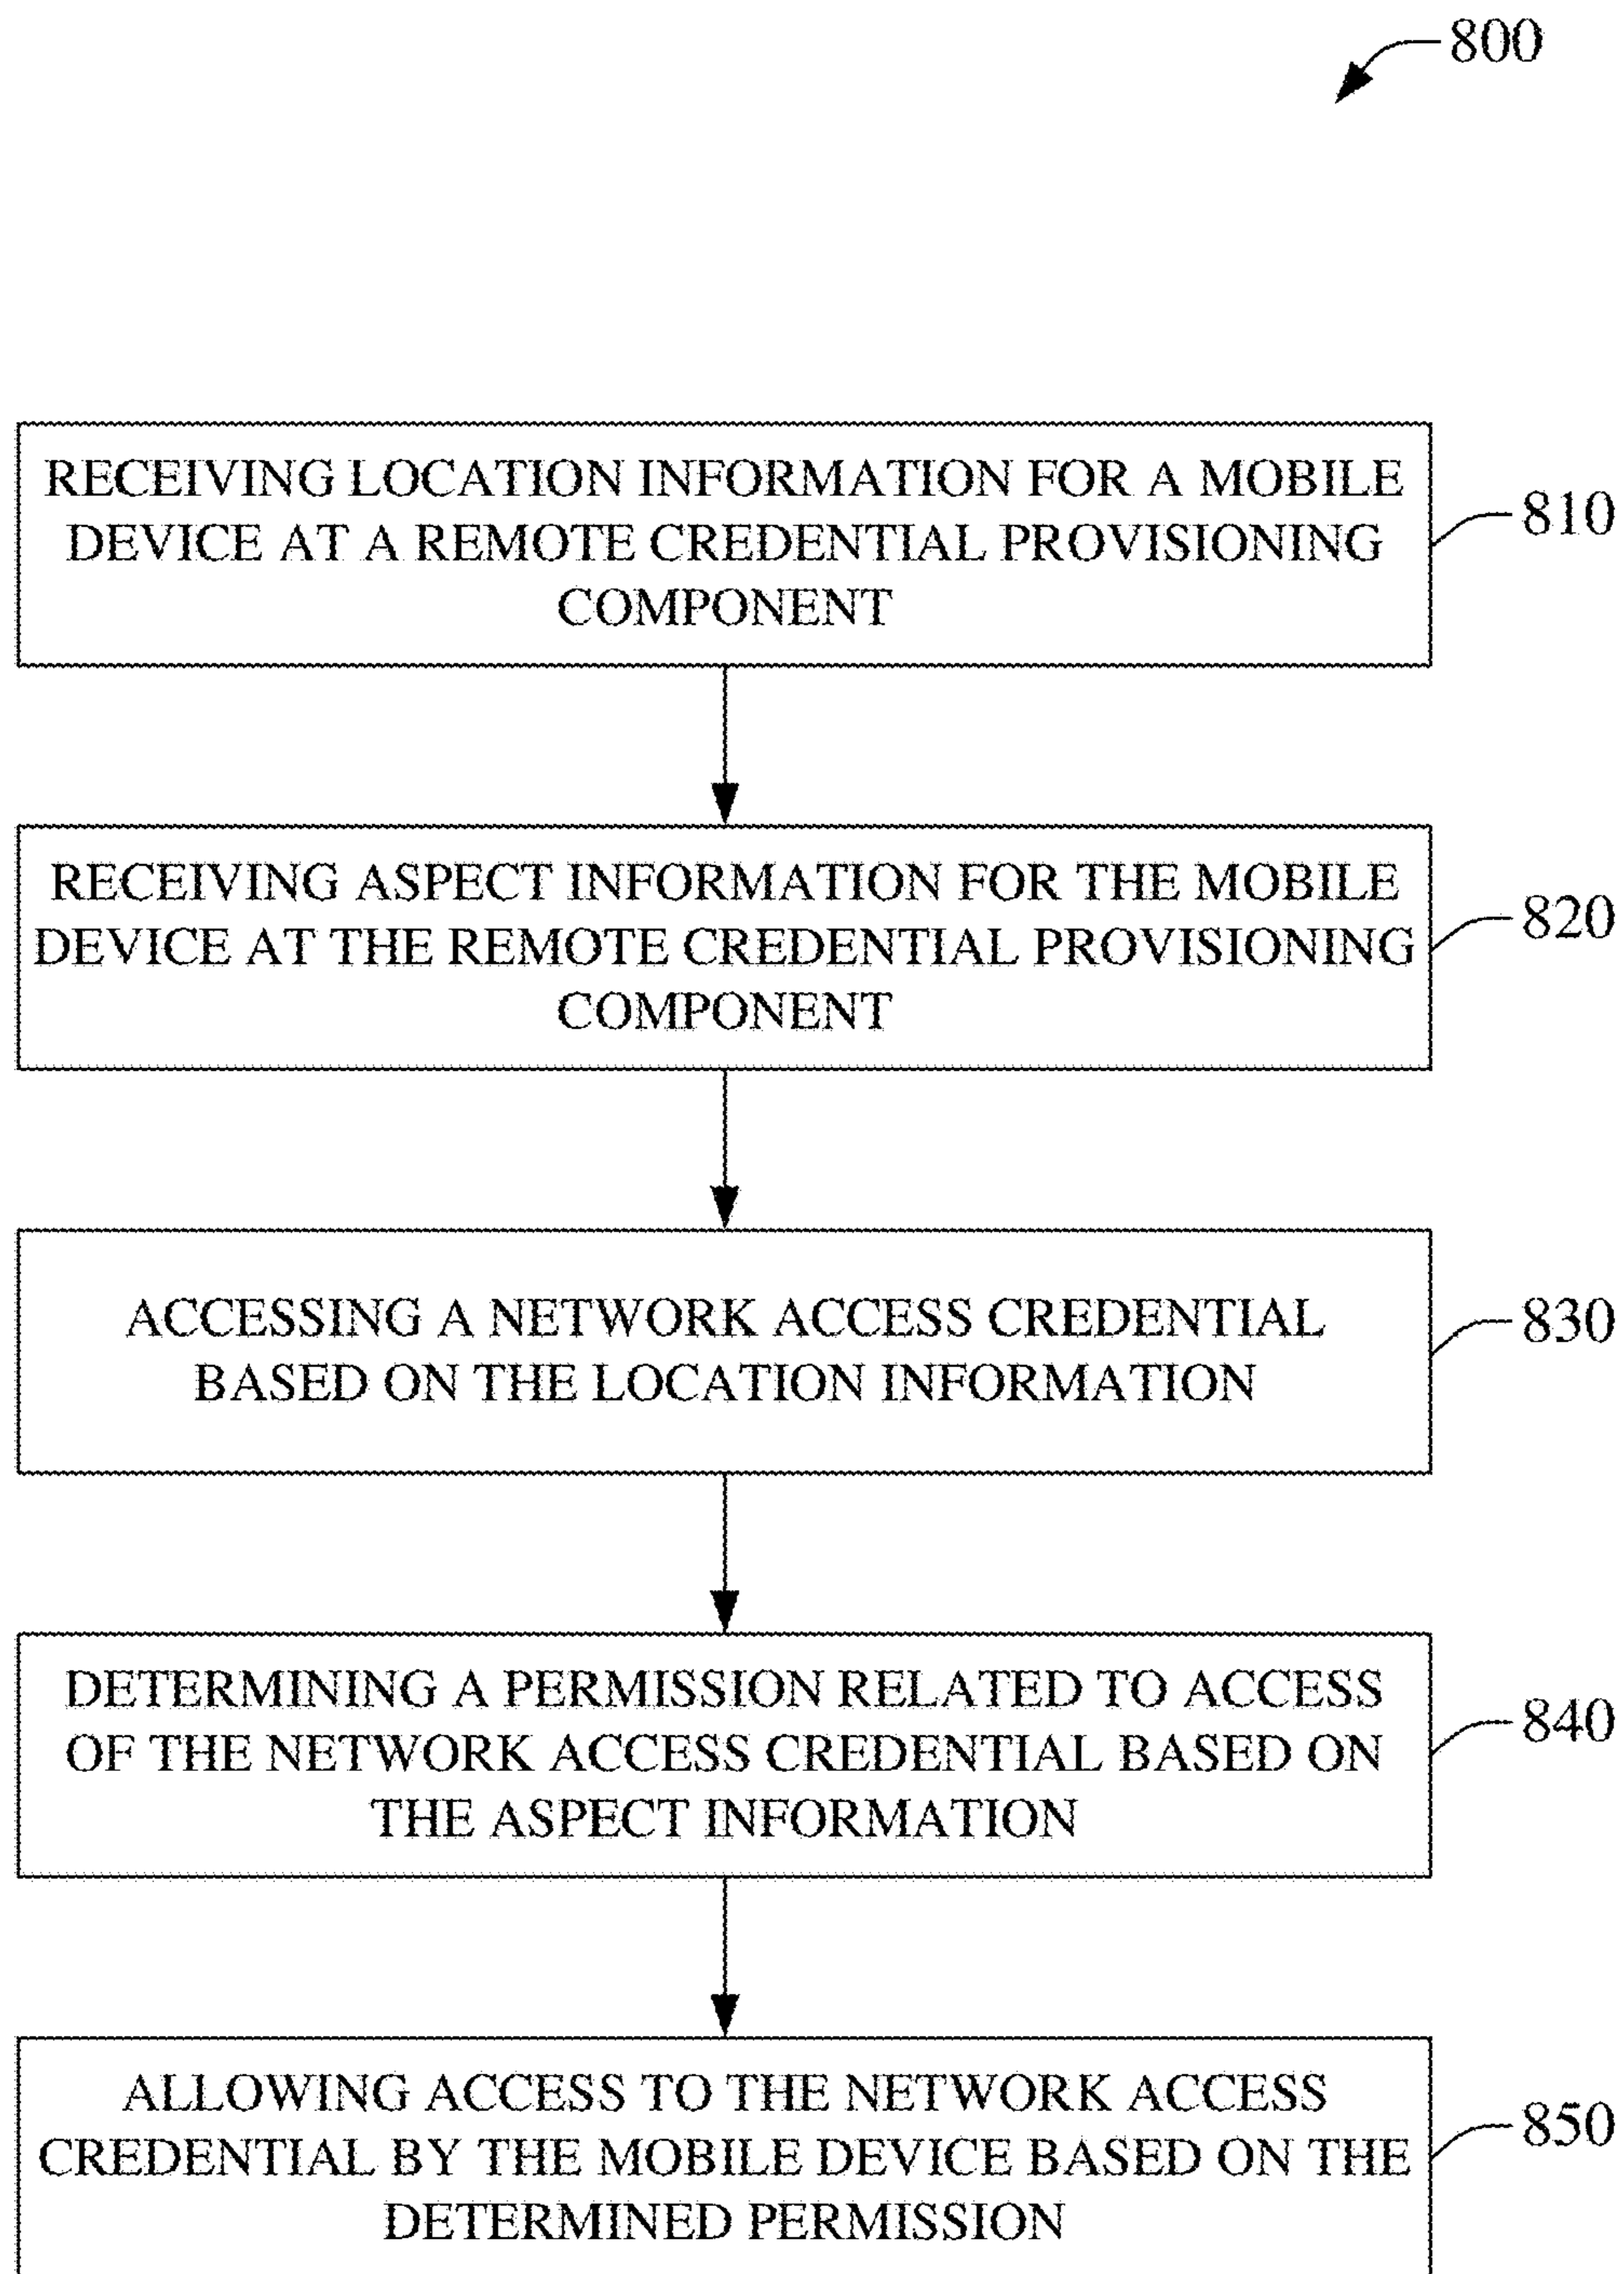 800
RECEIVING LOCATION INFORMATION FOR A MOBILE
DEVICE AT A REMOTE CREDENTIAL PROVISIONING
COMPONENT
810
RECEIVING ASPECT INFORMATION FOR THE MOBILE
DEVICE AT THE REMOTE CREDENTIAL PROVISIONING
COMPONENT
820
ACCESSING A NETWORK ACCESS CREDENTIAL
BASED ON THE LOCATION INFORMATION
830
DETERMINING A PERMISSION RELATED TO ACCESS
OF THE NETWORK ACCESS CREDENTIAL BASED ON
THE ASPECT INFORMATION
840
ALLOWING ACCESS TO THE NETWORK ACCESS
CREDENTIAL BY THE MOBILE DEVICE BASED ON THE
DETERMINED PERMISSION
850